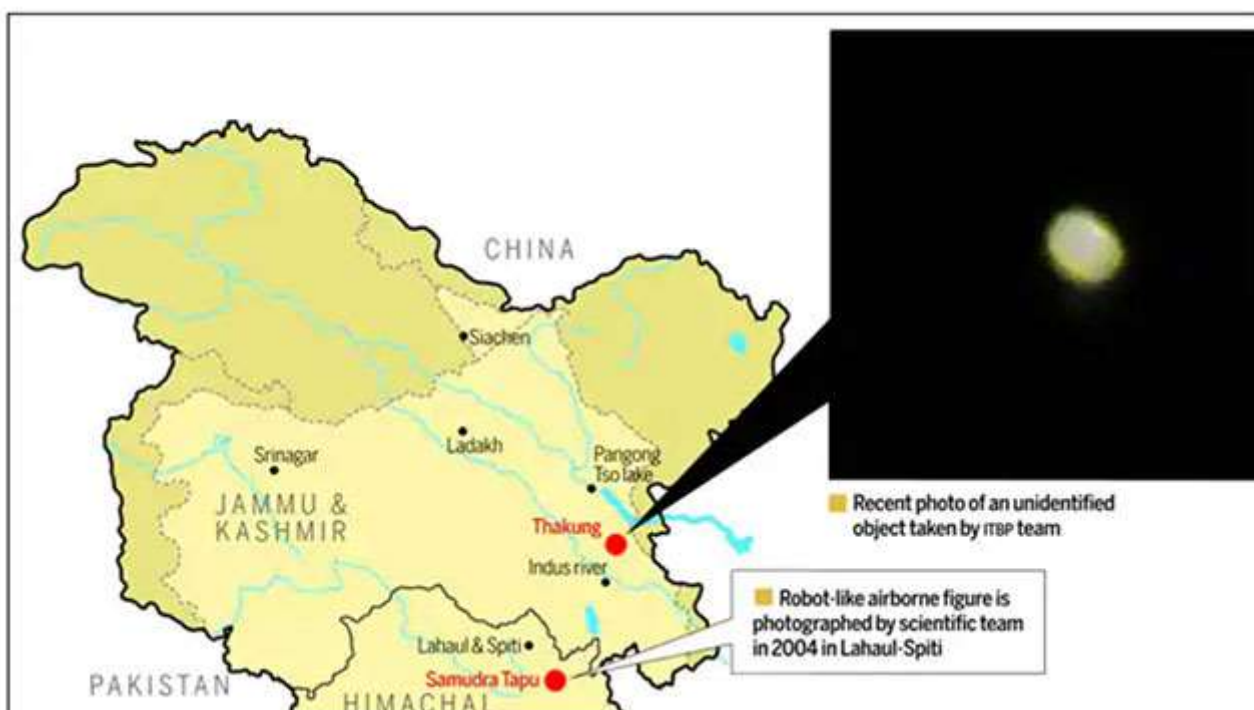 CHINA
Siachen
Ladakh
Srinagar
Pangong
Tso lake
JAMMU &
KASHMIR
Thakung
Indus river
Recent photo of an unidentified
object taken by ITBP team
Robot-like airborne figure is
photographed by scientific team
in 2004 in Lahaul-Spiti
Lahaul & Spiti
Samudra Tapu
PAKISTAN
HIMACHAL